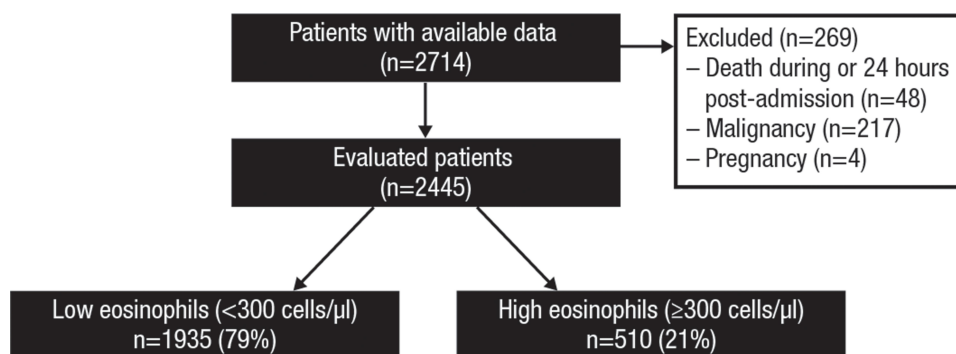 Patients with available data
(n=2714)
Excluded (n=269)
– Death during or 24 hours
post-admission (n=48)
– Malignancy (n=217)
– Pregnancy (n=4)
Evaluated patients
(n=2445)
Low eosinophils (<300 cells/μl)
n=1935 (79%)
High eosinophils (≥300 cells/μl)
n=510 (21%)